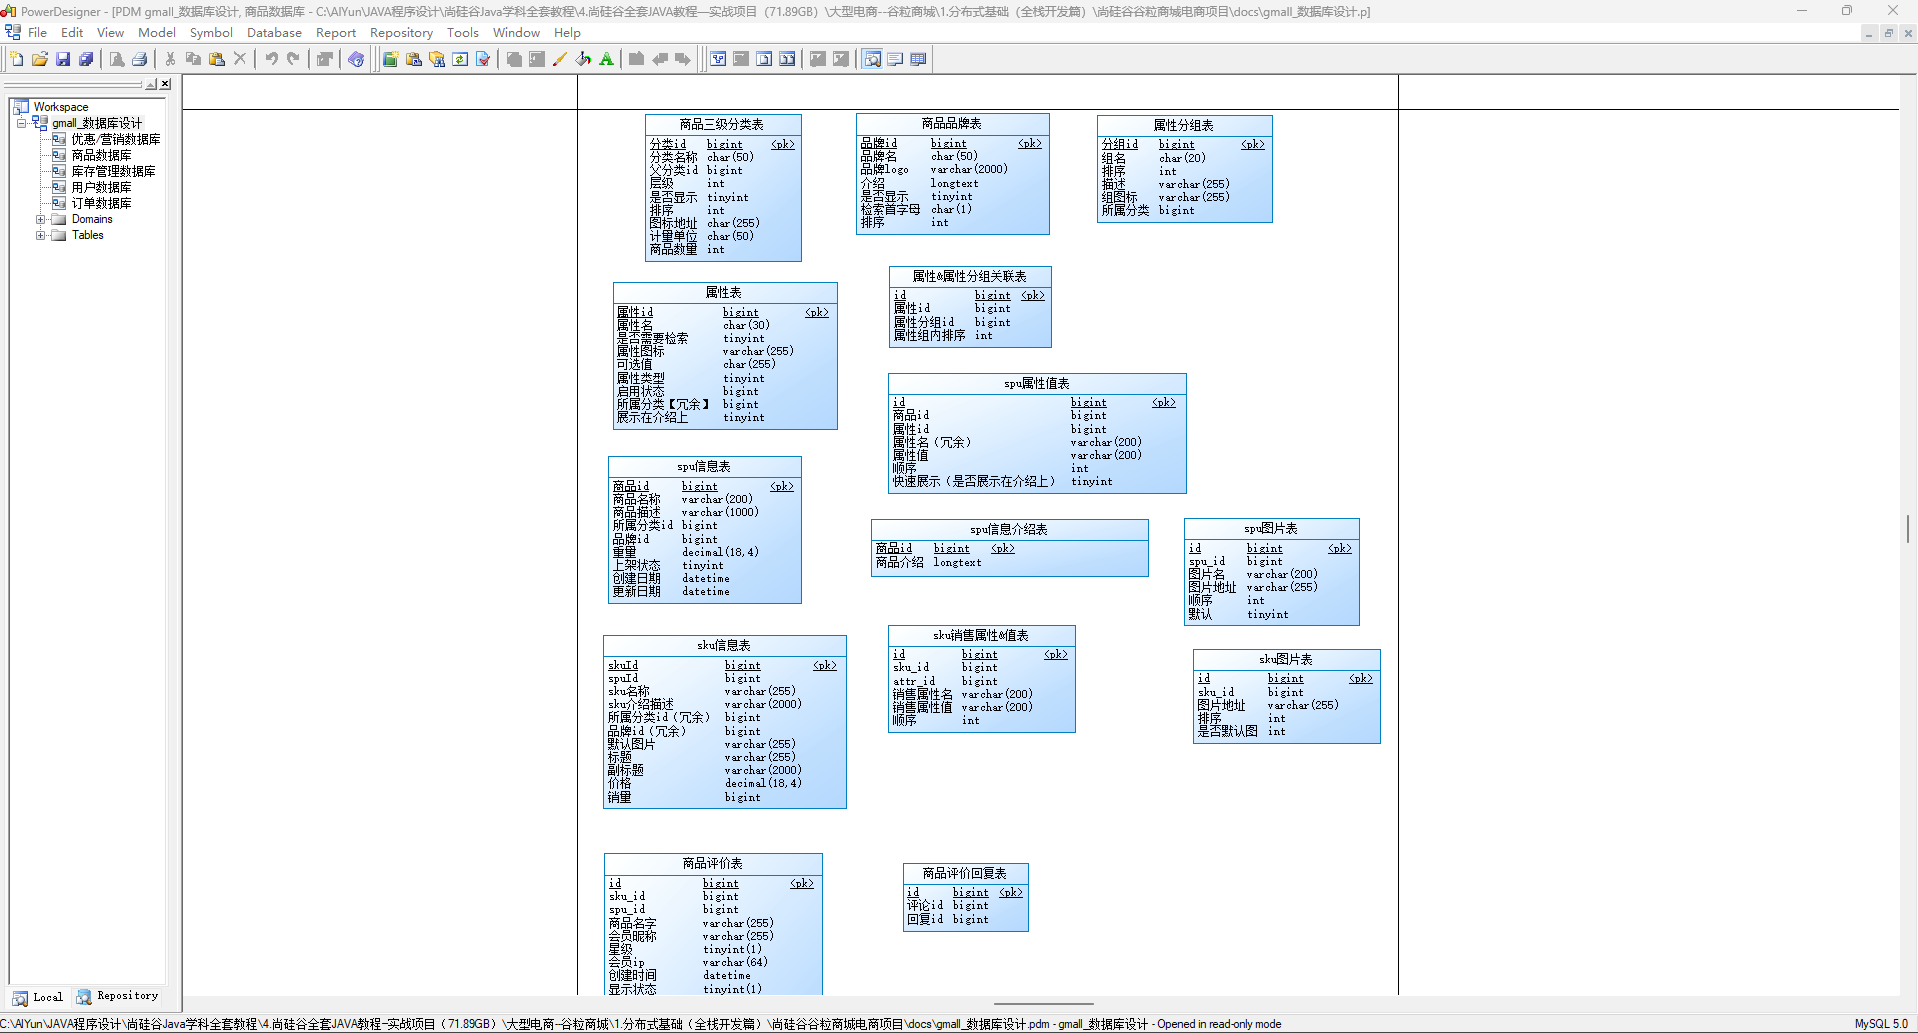 PowerDesigner - [PDM gmall_数据库设计, 商品数据库 - C:\AIYun\JAVA程序设计\尚硅谷Java学科全套教程\4.尚硅谷全套JAVA教程—实战项目（71.89GB）\大型电商--谷粒商城\1.分布式基础（全栈开发篇）\尚硅谷谷粒商城电商项目\docs\gmall_数据库设计.p]
File Edit View Model Symbol Database Report Repository Tools Window Help
Workspace
gmall_数据库设计
优惠/营销数据库
商品数据库
库存管理数据库
用户数据库
订单数据库
Domains
Tables
Local Repository
商品三级分类表
分类id bigint <pk>
分类名称 char(50)
父分类id bigint
层级 int
是否显示 tinyint
排序 int
图标地址 char(255)
计量单位 char(50)
商品数量 int
商品品牌表
品牌id bigint <pk>
品牌名 char(50)
品牌logo varchar(2000)
介绍 longtext
是否显示 tinyint
检索首字母 char(1)
排序 int
属性分组表
分组id bigint <pk>
组名 char(20)
排序 int
描述 varchar(255)
组图标 varchar(255)
所属分类 bigint
属性表
属性id bigint <pk>
属性名 char(30)
是否需要检索 tinyint
属性图标 varchar(255)
可选值 char(255)
属性类型 tinyint
启用状态 bigint
所属分类【冗余】 bigint
展示在介绍上 tinyint
属性&属性分组关联表
id bigint <pk>
属性id bigint
属性分组id bigint
属性组内排序 int
spu属性值表
id bigint <pk>
商品id bigint
属性id bigint
属性名（冗余） varchar(200)
属性值 varchar(200)
顺序 int
快速展示（是否展示在介绍上） tinyint
spu信息表
商品id bigint <pk>
商品名称 varchar(200)
商品描述 varchar(1000)
所属分类id bigint
品牌id bigint
重量 decimal(18,4)
上架状态 tinyint
创建日期 datetime
更新日期 datetime
spu信息介绍表
商品id bigint <pk>
商品介绍 longtext
spu图片表
id bigint <pk>
spu_id bigint
图片名 varchar(200)
图片地址 varchar(255)
顺序 int
默认 tinyint
sku信息表
skuId bigint <pk>
spuId bigint
sku名称 varchar(255)
sku介绍描述 varchar(2000)
所属分类id（冗余） bigint
品牌id（冗余） bigint
默认图片 varchar(255)
标题 varchar(255)
副标题 varchar(2000)
价格 decimal(18,4)
销量 bigint
sku销售属性&值表
id bigint <pk>
sku_id bigint
attr_id bigint
销售属性名 varchar(200)
销售属性值 varchar(200)
顺序 int
sku图片表
id bigint <pk>
sku_id bigint
图片地址 varchar(255)
排序 int
是否默认图 int
商品评价表
id bigint <pk>
sku_id bigint
spu_id bigint
商品名字 varchar(255)
会员昵称 varchar(255)
星级 tinyint(1)
会员ip varchar(64)
创建时间 datetime
显示状态 tinyint(1)
商品评价回复表
id bigint <pk>
评论id bigint
回复id bigint
C:\AIYun\JAVA程序设计\尚硅谷Java学科全套教程\4.尚硅谷全套JAVA教程—实战项目（71.89GB）\大型电商--谷粒商城\1.分布式基础（全栈开发篇）\尚硅谷谷粒商城电商项目\docs\gmall_数据库设计.pdm - gmall_数据库设计 - Opened in read-only mode
MySQL 5.0